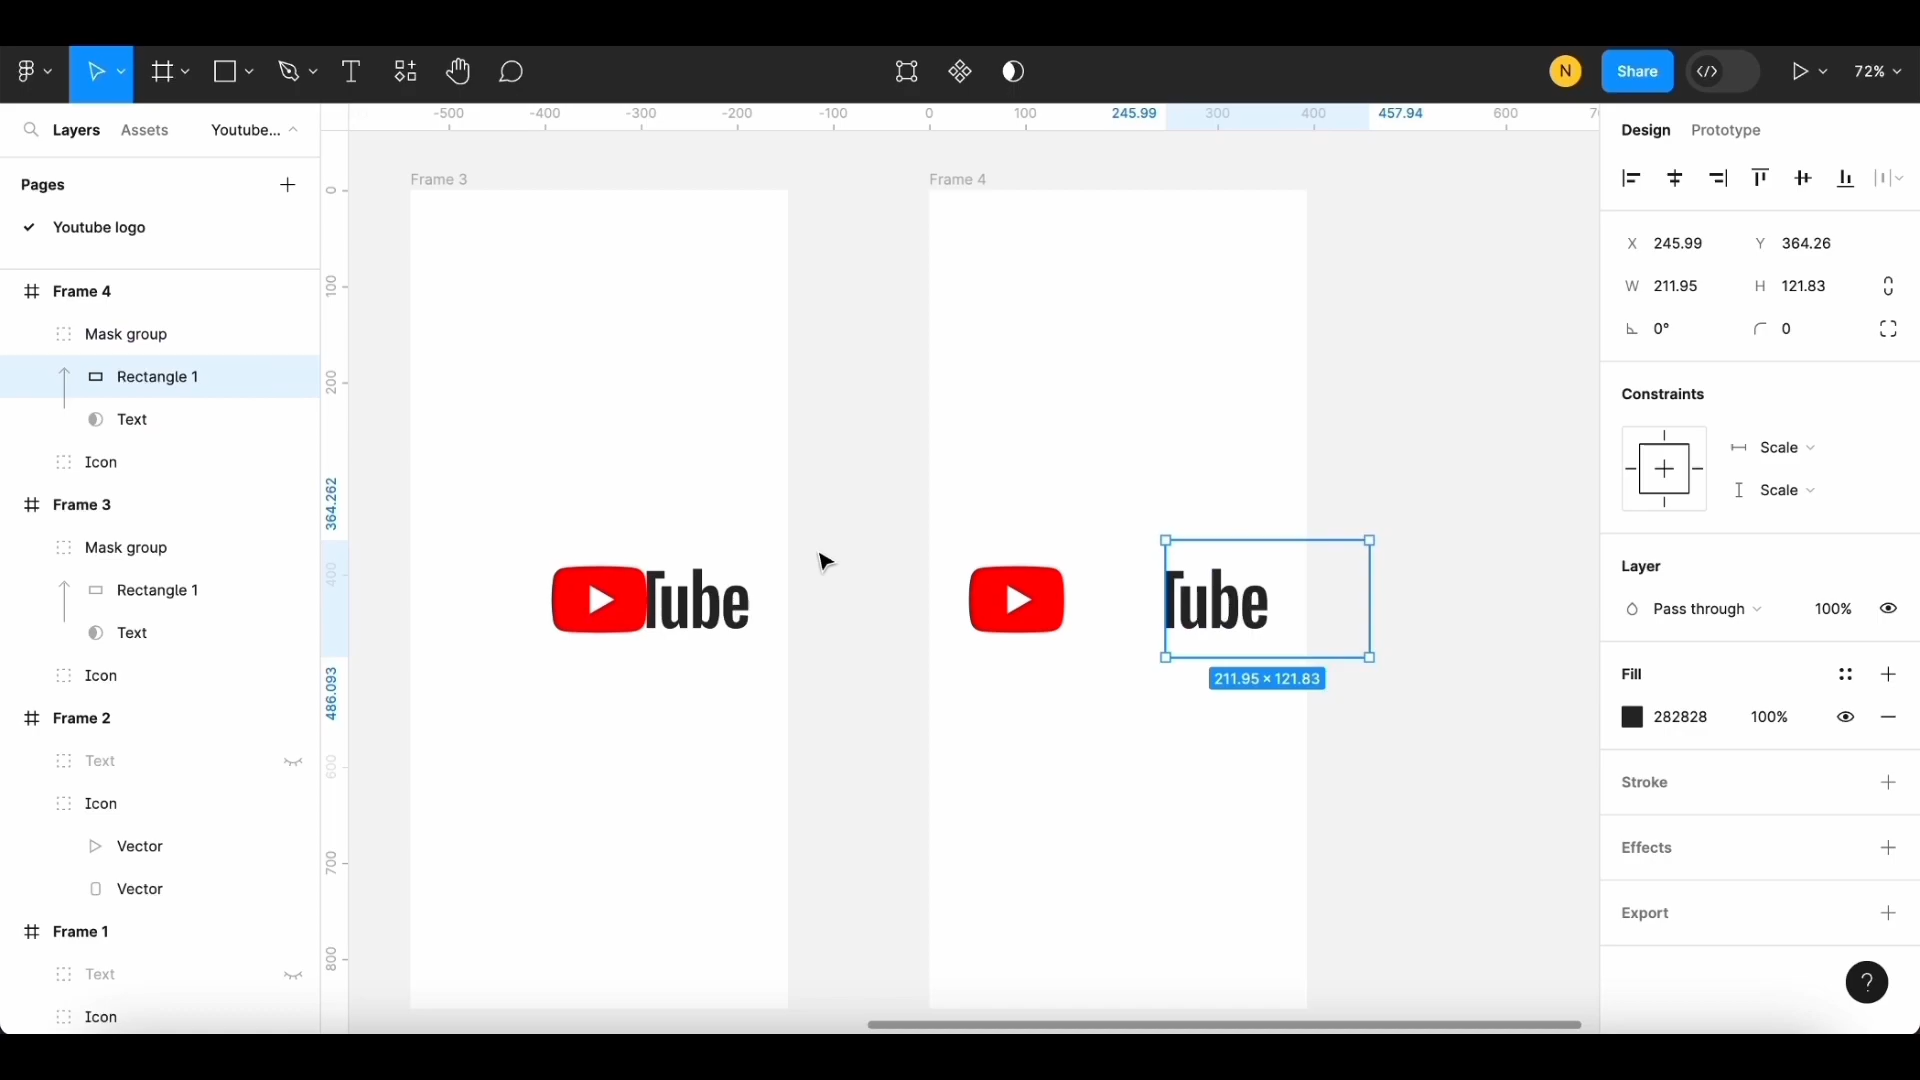 N
Share
72%
Layers
Assets
Youtube...
Pages
Youtube logo
Frame 4
Mask group
Rectangle 1
Text
Icon
Frame 3
Mask group
Rectangle 1
Text
Icon
Frame 2
Text
Icon
Vector
Vector
Frame 1
Text
Icon
-500
-400
-300
-200
-100
0
100
245.99
300
400
457.94
600
0
100
200
364.262
400
486.093
600
700
800
Frame 3
Frame 4
Tube
Tube
211.95 × 121.83
Design
Prototype
X 245.99
Y 364.26
W 211.95
H 121.83
0°
0
Constraints
Scale
Scale
Layer
Pass through
100%
Fill
282828
100%
Stroke
Effects
Export
?